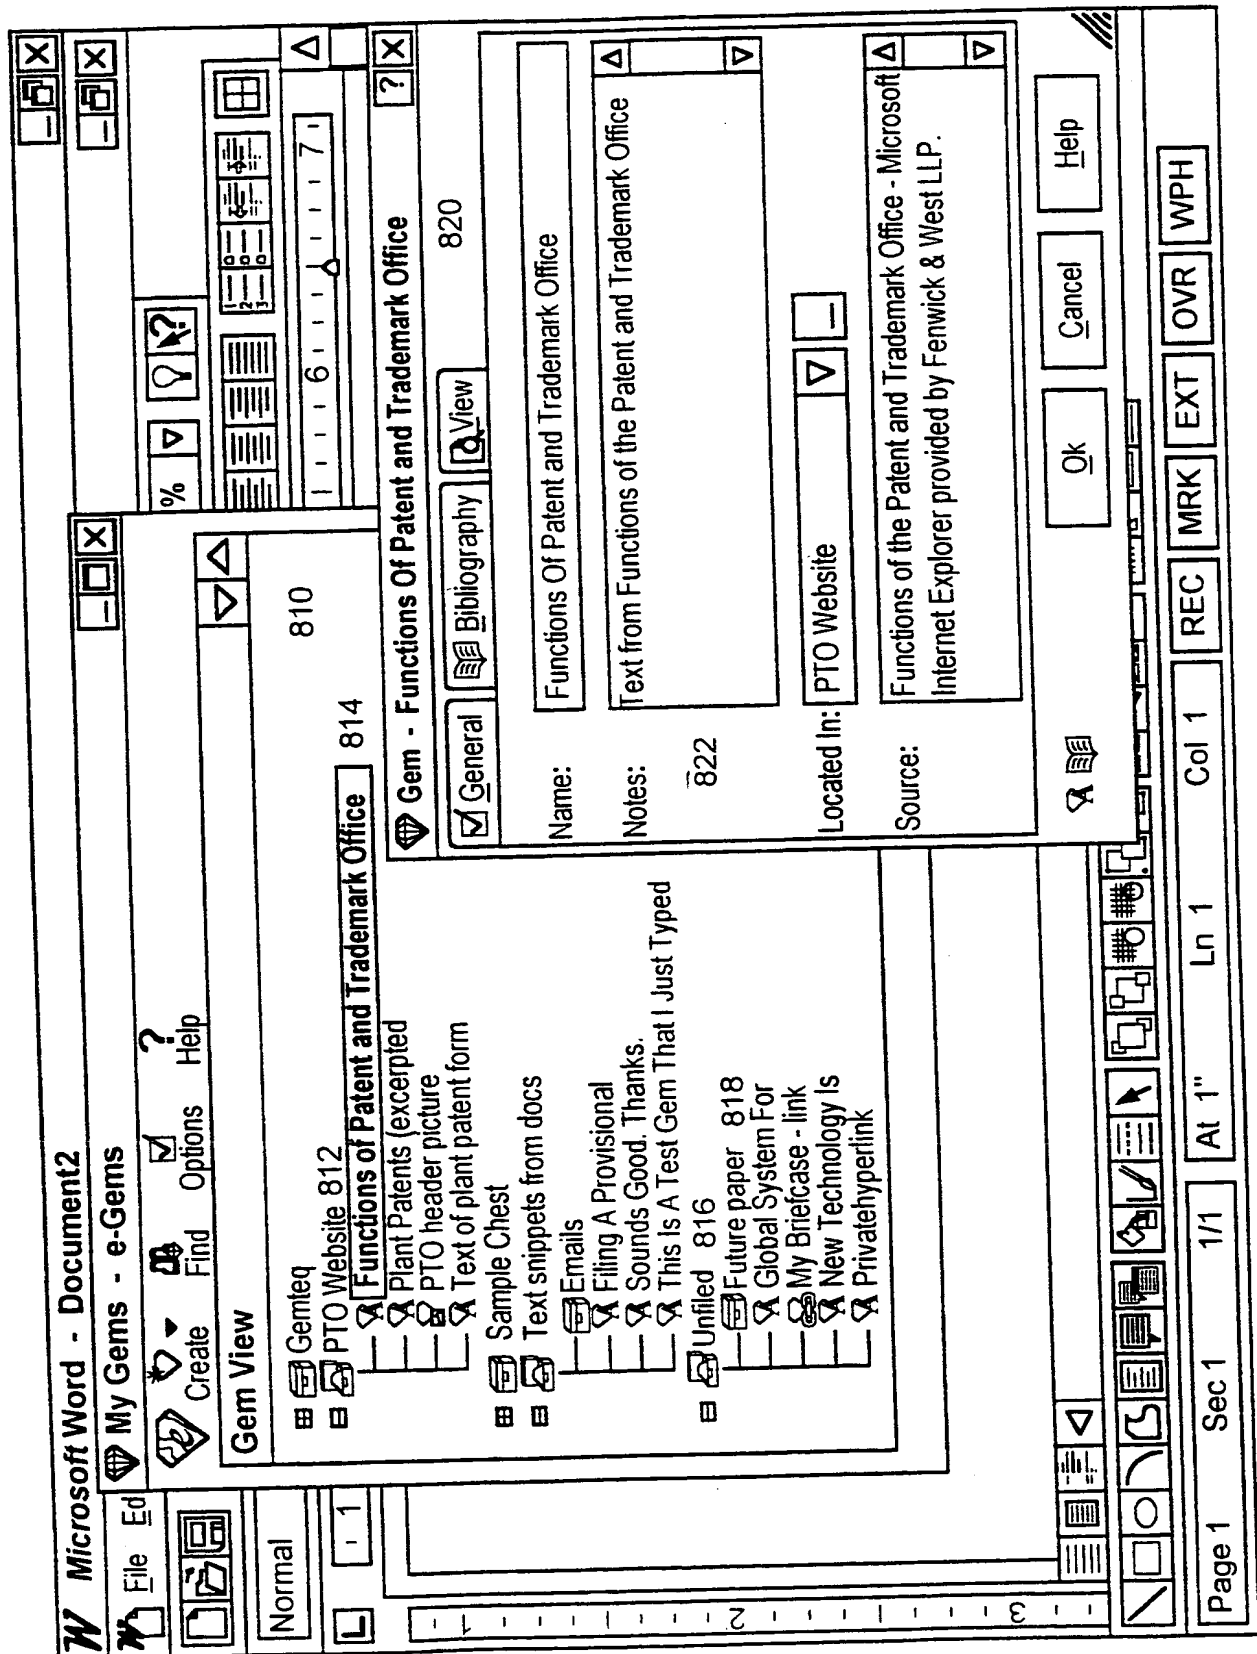 W Microsoft Word - Document2
My Gems - e-Gems
File Ed
Create Find Options Help
%
Normal
Gem View
1 6 7
810
Gemteq
PTO Website 812
Functions of Patent and Trademark Office 814
Plant Patents (excerpted
PTO header picture
Text of plant patent form
Sample Chest
Text snippets from docs
Emails
Filing A Provisional
Sounds Good. Thanks.
This Is A Test Gem That I Just Typed
Unfiled 816
Future paper 818
Global System For
My Briefcase - link
New Technology Is
Privatehyperlink
Gem - Functions Of Patent and Trademark Office
General Bibliography View 820
Name: Functions Of Patent and Trademark Office
Notes: Text from Functions of the Patent and Trademark Office
822
Located In: PTO Website
Source: Functions of the Patent and Trademark Office - Microsoft
Internet Explorer provided by Fenwick & West LLP.
Ok Cancel Help
1
2
3
Page 1 Sec 1 1/1 At 1" Ln 1 Col 1 REC MRK EXT OVR WPH